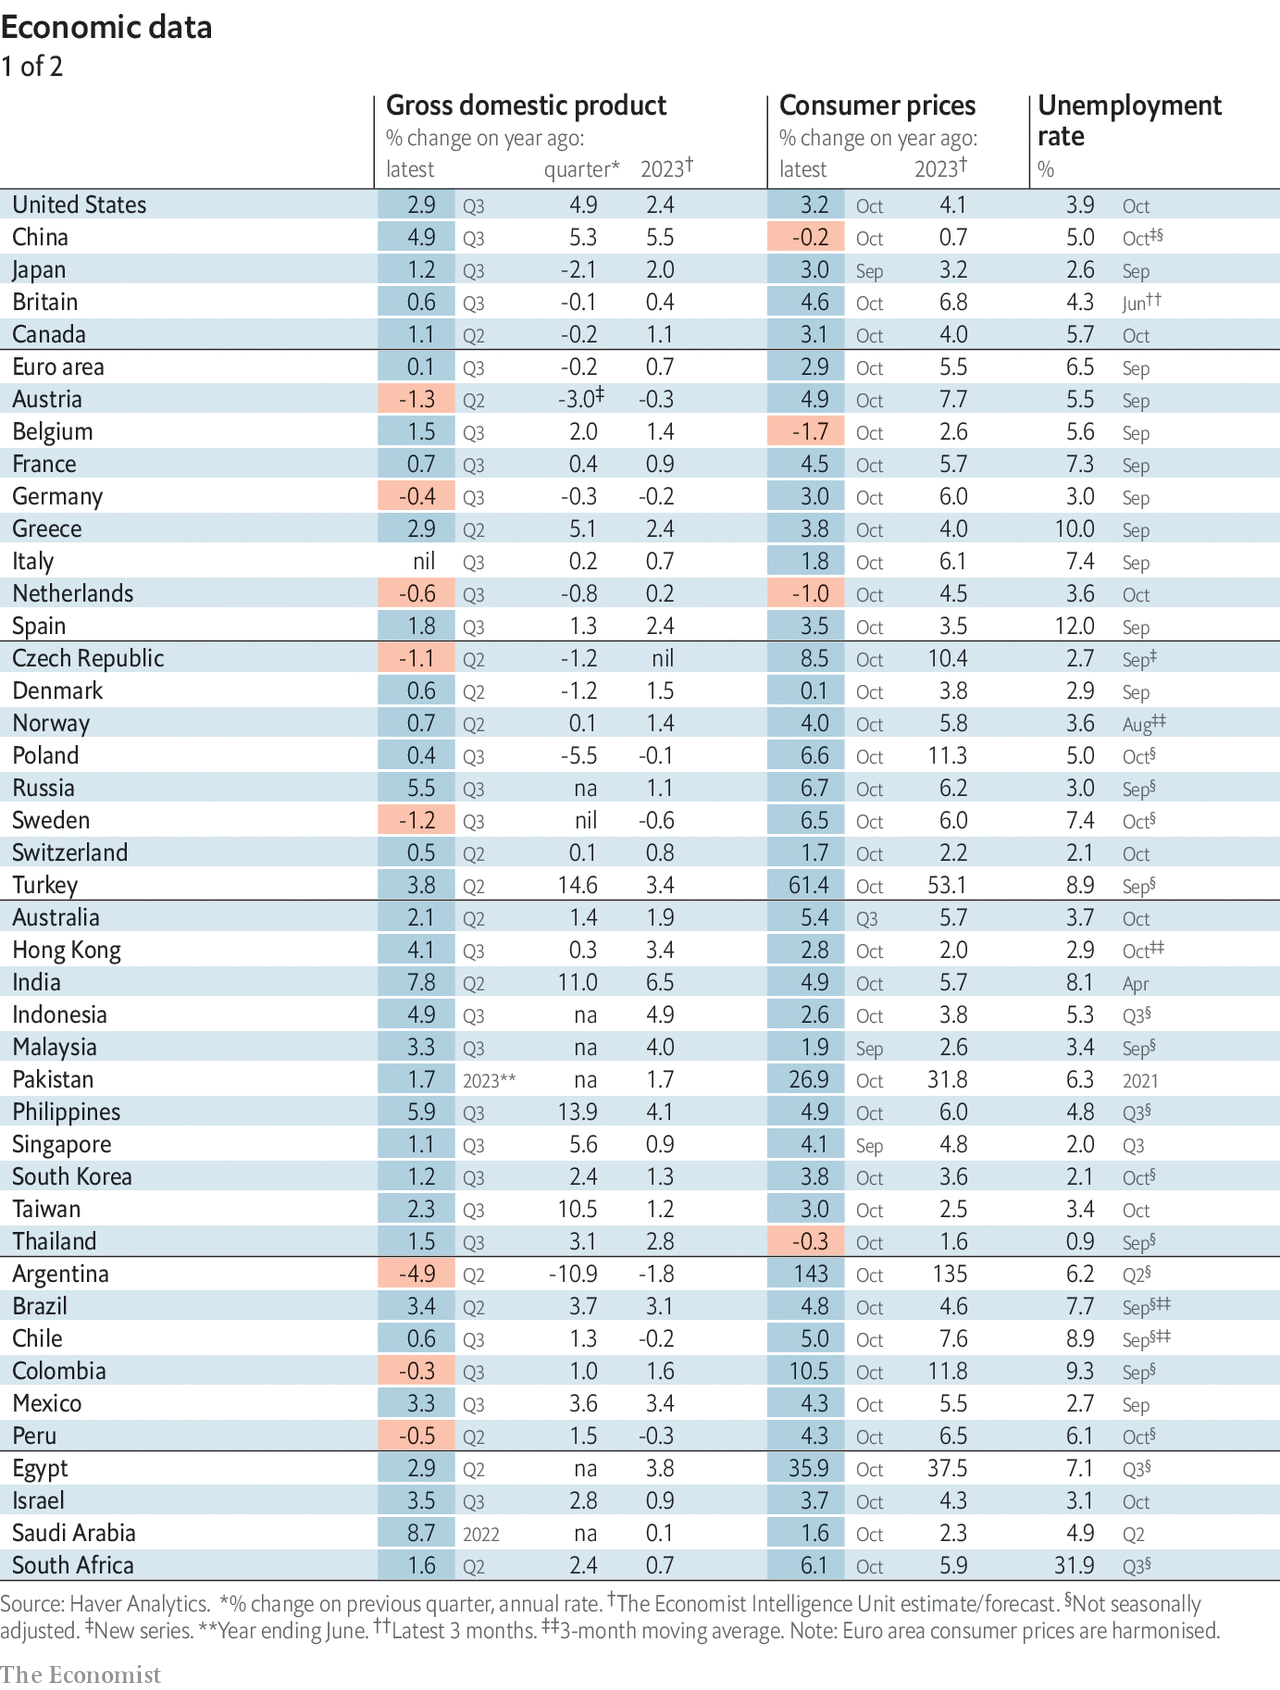 Economic data
1 of 2
Gross domestic product Consumer prices Unemployment
% change on year ago: % change on year ago: rate
latest quarter* 2023† latest 2023† %
United States 2.9 Q3 4.9 2.4 3.2 Oct 4.1 3.9 Oct
China 4.9 Q3 5.3 5.5 -0.2 Oct 0.7 5.0 Oct‡§
Japan 1.2 Q3 -2.1 2.0 3.0 Sep 3.2 2.6 Sep
Britain 0.6 Q3 -0.1 0.4 4.6 Oct 6.8 4.3 Jun††
Canada 1.1 Q2 -0.2 1.1 3.1 Oct 4.0 5.7 Oct
Euro area 0.1 Q3 -0.2 0.7 2.9 Oct 5.5 6.5 Sep
Austria -1.3 Q2 -3.0‡ -0.3 4.9 Oct 7.7 5.5 Sep
Belgium 1.5 Q3 2.0 1.4 -1.7 Oct 2.6 5.6 Sep
France 0.7 Q3 0.4 0.9 4.5 Oct 5.7 7.3 Sep
Germany -0.4 Q3 -0.3 -0.2 3.0 Oct 6.0 3.0 Sep
Greece 2.9 Q2 5.1 2.4 3.8 Oct 4.0 10.0 Sep
Italy nil Q3 0.2 0.7 1.8 Oct 6.1 7.4 Sep
Netherlands -0.6 Q3 -0.8 0.2 -1.0 Oct 4.5 3.6 Oct
Spain 1.8 Q3 1.3 2.4 3.5 Oct 3.5 12.0 Sep
Czech Republic -1.1 Q2 -1.2 nil 8.5 Oct 10.4 2.7 Sep‡
Denmark 0.6 Q2 -1.2 1.5 0.1 Oct 3.8 2.9 Sep
Norway 0.7 Q2 0.1 1.4 4.0 Oct 5.8 3.6 Aug‡‡
Poland 0.4 Q3 -5.5 -0.1 6.6 Oct 11.3 5.0 Oct§
Russia 5.5 Q3 na 1.1 6.7 Oct 6.2 3.0 Sep§
Sweden -1.2 Q3 nil -0.6 6.5 Oct 6.0 7.4 Oct§
Switzerland 0.5 Q2 0.1 0.8 1.7 Oct 2.2 2.1 Oct
Turkey 3.8 Q2 14.6 3.4 61.4 Oct 53.1 8.9 Sep§
Australia 2.1 Q2 1.4 1.9 5.4 Q3 5.7 3.7 Oct
Hong Kong 4.1 Q3 0.3 3.4 2.8 Oct 2.0 2.9 Oct‡‡
India 7.8 Q2 11.0 6.5 4.9 Oct 5.7 8.1 Apr
Indonesia 4.9 Q3 na 4.9 2.6 Oct 3.8 5.3 Q3§
Malaysia 3.3 Q3 na 4.0 1.9 Sep 2.6 3.4 Sep§
Pakistan 1.7 2023** na 1.7 26.9 Oct 31.8 6.3 2021
Philippines 5.9 Q3 13.9 4.1 4.9 Oct 6.0 4.8 Q3§
Singapore 1.1 Q3 5.6 0.9 4.1 Sep 4.8 2.0 Q3
South Korea 1.2 Q3 2.4 1.3 3.8 Oct 3.6 2.1 Oct§
Taiwan 2.3 Q3 10.5 1.2 3.0 Oct 2.5 3.4 Oct
Thailand 1.5 Q3 3.1 2.8 -0.3 Oct 1.6 0.9 Sep§
Argentina -4.9 Q2 -10.9 -1.8 143 Oct 135 6.2 Q2§
Brazil 3.4 Q2 3.7 3.1 4.8 Oct 4.6 7.7 Sep§‡‡
Chile 0.6 Q3 1.3 -0.2 5.0 Oct 7.6 8.9 Sep§‡‡
Colombia -0.3 Q3 1.0 1.6 10.5 Oct 11.8 9.3 Sep§
Mexico 3.3 Q3 3.6 3.4 4.3 Oct 5.5 2.7 Sep
Peru -0.5 Q2 1.5 -0.3 4.3 Oct 6.5 6.1 Oct§
Egypt 2.9 Q2 na 3.8 35.9 Oct 37.5 7.1 Q3§
Israel 3.5 Q3 2.8 0.9 3.7 Oct 4.3 3.1 Oct
Saudi Arabia 8.7 2022 na 0.1 1.6 Oct 2.3 4.9 Q2
South Africa 1.6 Q2 2.4 0.7 6.1 Oct 5.9 31.9 Q3§
Source: Haver Analytics. *% change on previous quarter, annual rate. †The Economist Intelligence Unit estimate/forecast. §Not seasonally
adjusted. ‡New series. **Year ending June. ††Latest 3 months. ‡‡3-month moving average. Note: Euro area consumer prices are harmonised.
The Economist